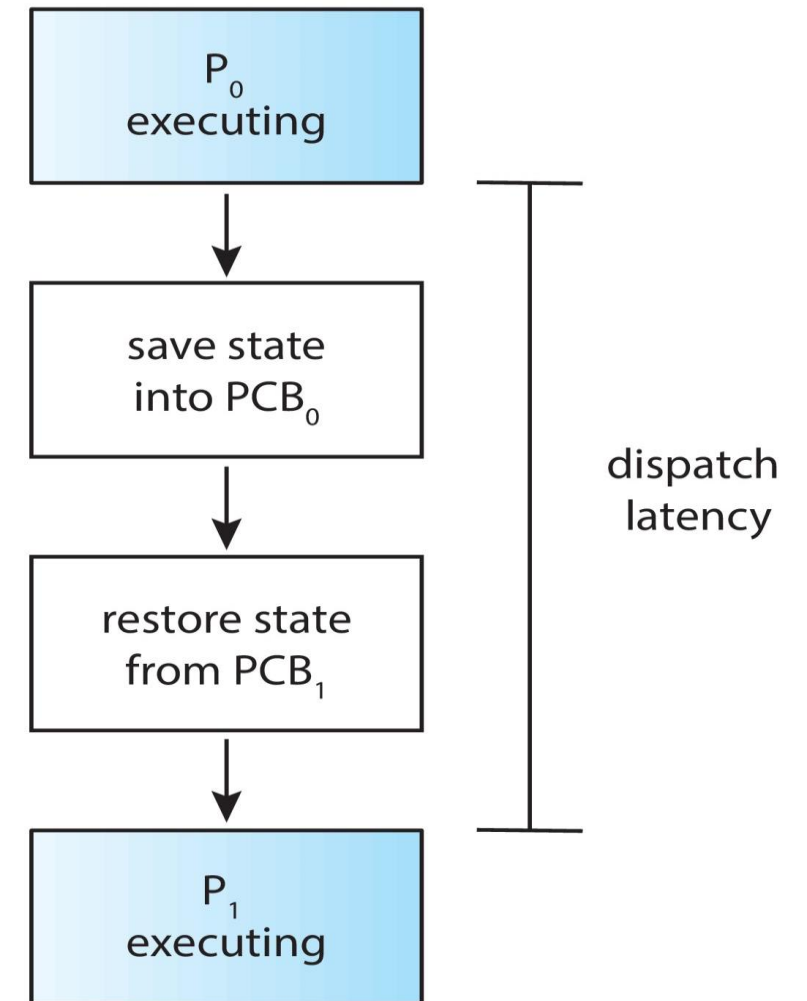 P₀
executing
save state
into PCB₀
dispatch
latency
restore state
from PCB₁
P₁
executing